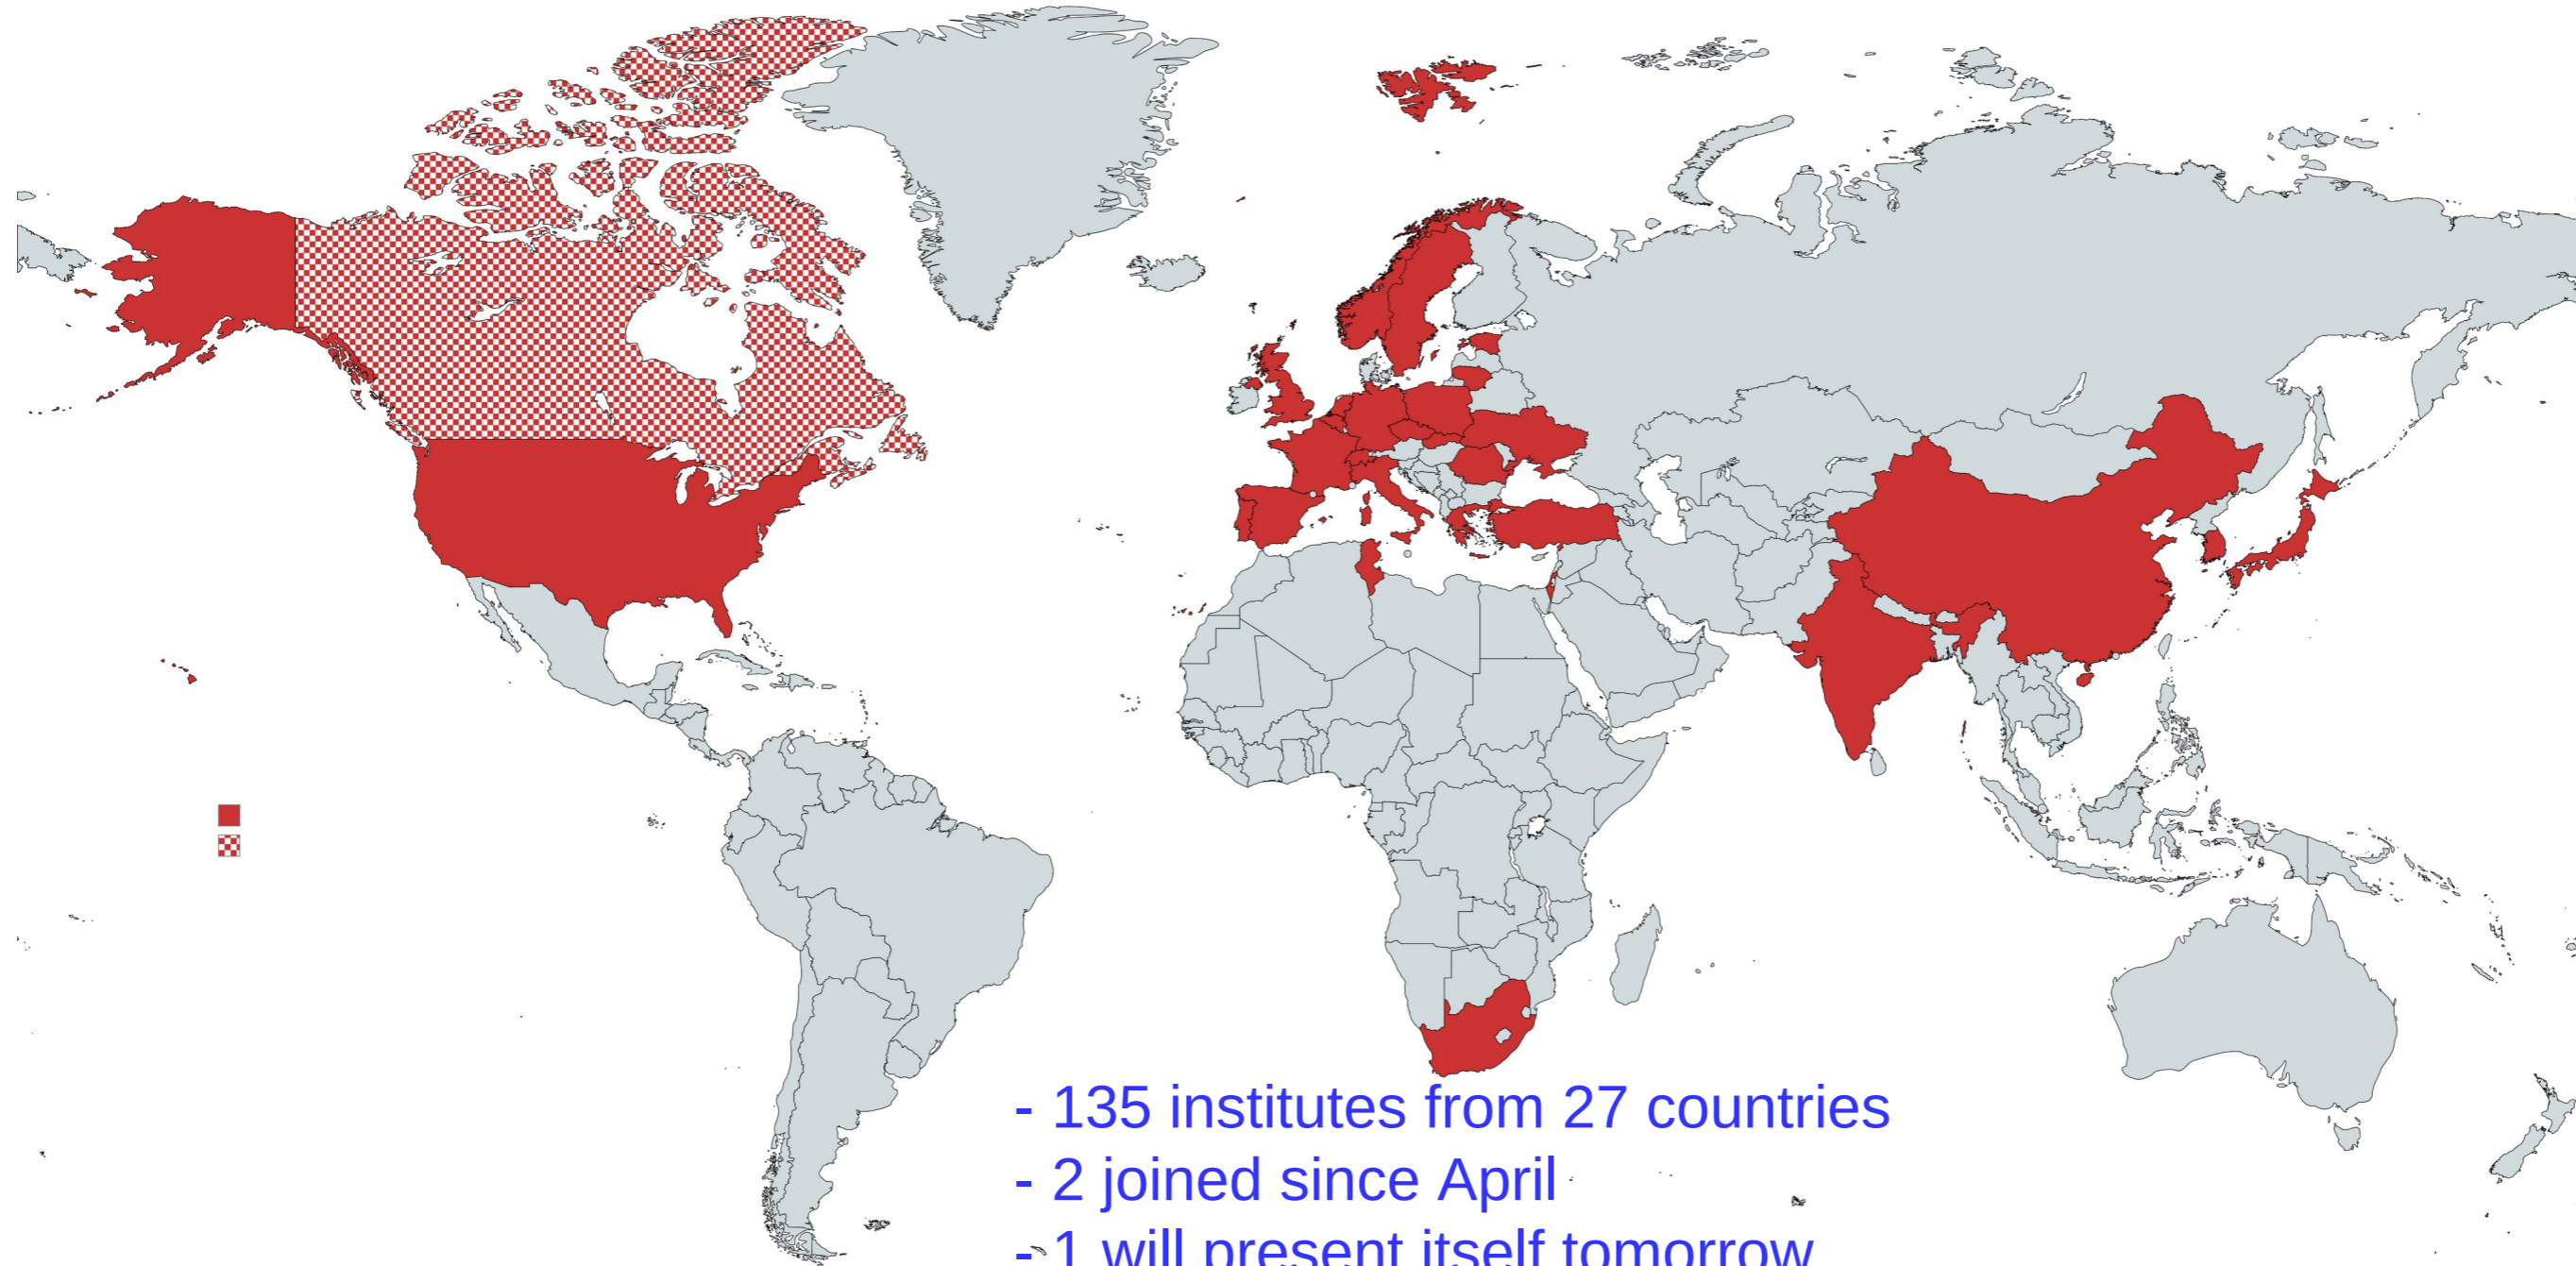 - 135 institutes from 27 countries
- 2 joined since April
- 1 will present itself tomorrow